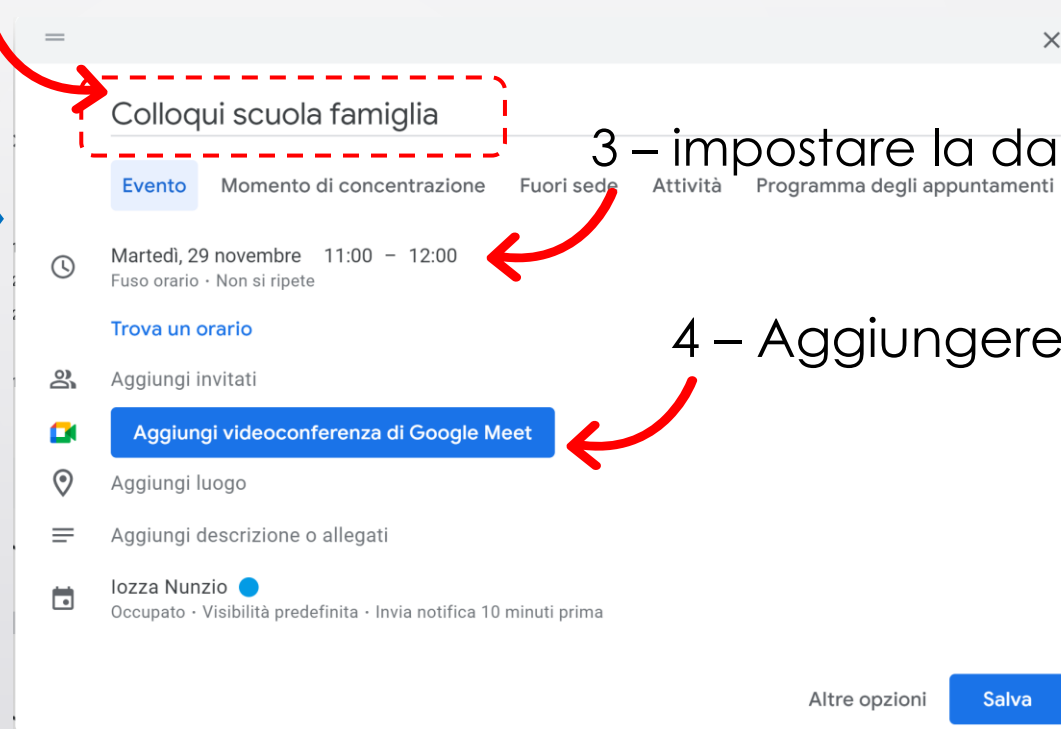 Colloqui scuola famiglia
3 – impostare la da
Evento Momento di concentrazione Fuori sede Attività Programma degli appuntamenti
Martedì, 29 novembre 11:00 – 12:00
Fuso orario · Non si ripete
Trova un orario
4 – Aggiungere
Aggiungi invitati
Aggiungi videoconferenza di Google Meet
Aggiungi luogo
Aggiungi descrizione o allegati
Iozza Nunzio
Occupato · Visibilità predefinita · Invia notifica 10 minuti prima
Altre opzioni Salva